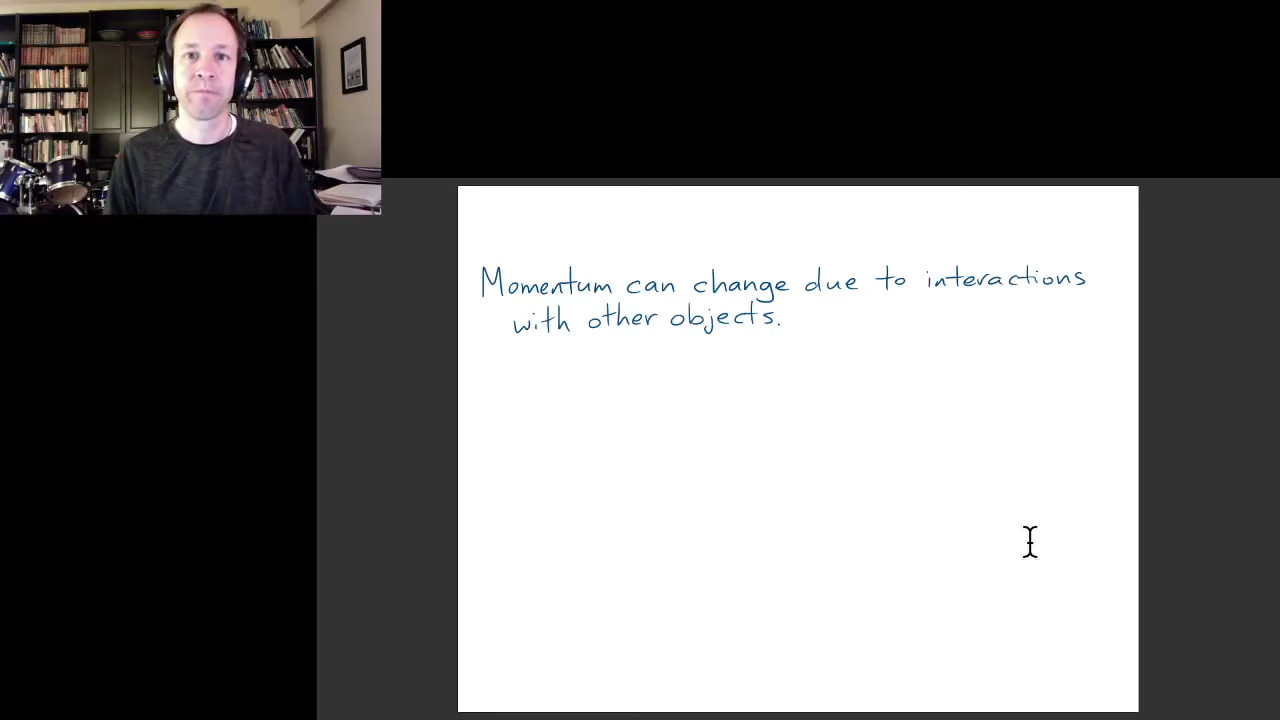 Momentum can change due to interactions
with other objects.